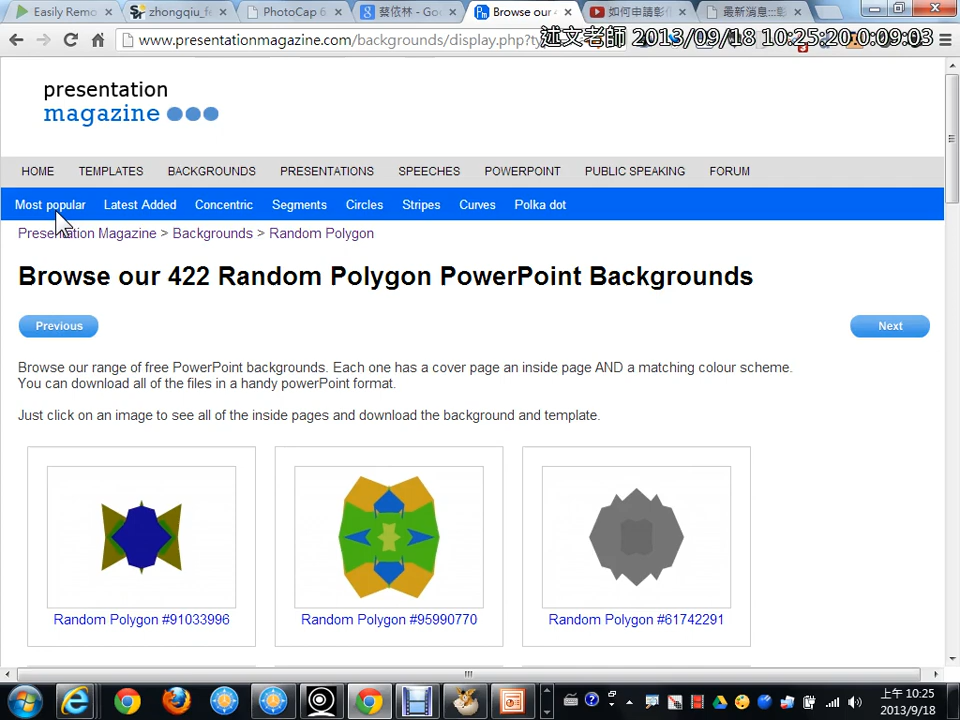 Easily Remo
zhongqiu_f
PhotoCap 6
蔡依林 - Goo
Browse our
如何申請彰化
最新消息:::彰
www.presentationmagazine.com/backgrounds/display.php?ty
述文老師 2013/09/18 10:25:20 0:09:03
presentation
magazine
HOME TEMPLATES BACKGROUNDS PRESENTATIONS SPEECHES POWERPOINT PUBLIC SPEAKING FORUM
Most popular Latest Added Concentric Segments Circles Stripes Curves Polka dot
Presentation Magazine > Backgrounds > Random Polygon
Browse our 422 Random Polygon PowerPoint Backgrounds
Previous
Next
Browse our range of free PowerPoint backgrounds. Each one has a cover page an inside page AND a matching colour scheme.
You can download all of the files in a handy powerPoint format.
Just click on an image to see all of the inside pages and download the background and template.
Random Polygon #91033996
Random Polygon #95990770
Random Polygon #61742291
上午 10:25
2013/9/18